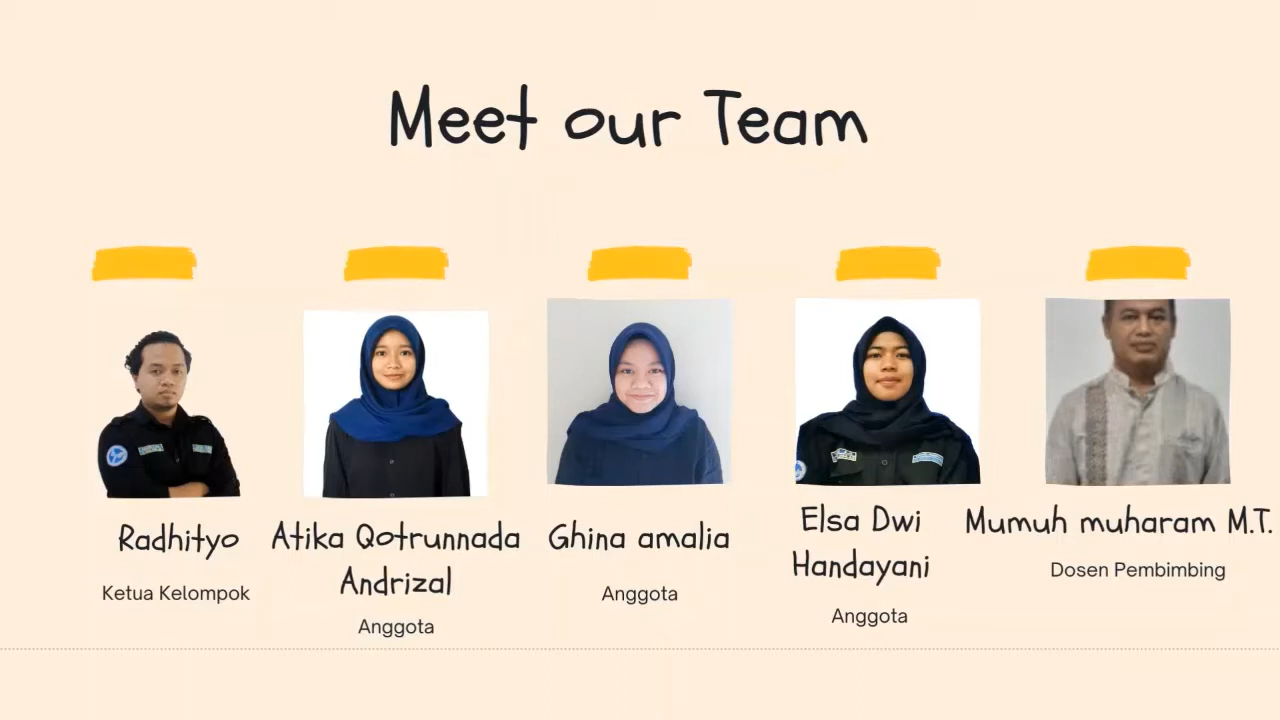 Meet our Team
Radhityo
Ketua Kelompok
Atika Qotrunnada
Andrizal
Anggota
Ghina amalia
Anggota
Elsa Dwi
Handayani
Anggota
Mumuh muharam M.T.
Dosen Pembimbing